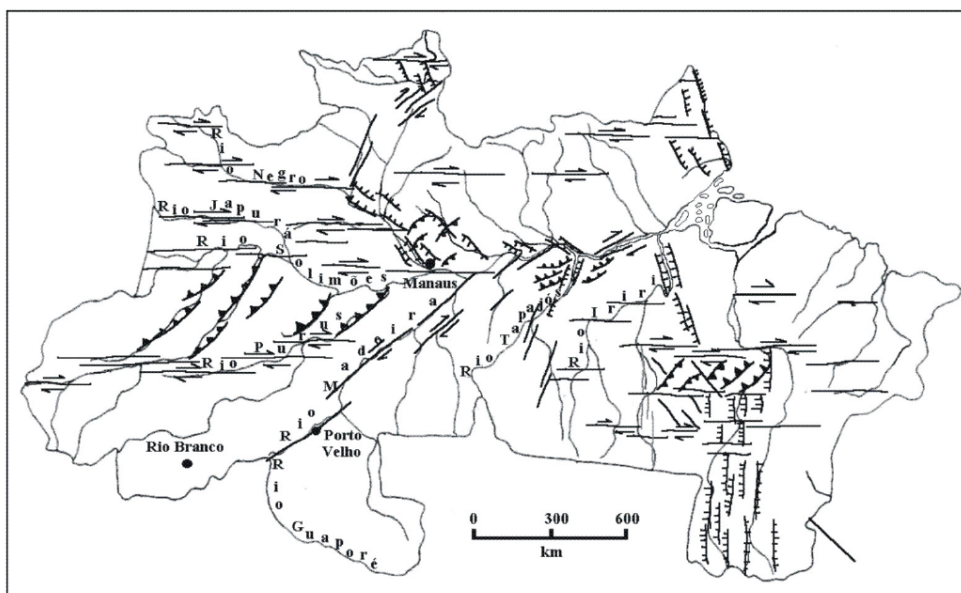 Rio Negro
Rio Japurá
Rio Solimões
Manaus
Rio Purus
Rio Madeira
Rio Tapajós
Rio Iriri
Rio Branco
Porto
Velho
Rio Guaporé
0 300 600
km